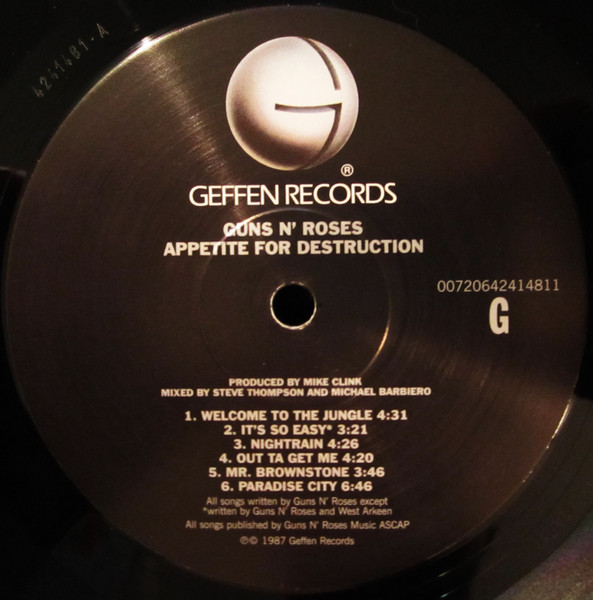 4241481-A
®
GEFFEN RECORDS
GUNS N' ROSES
APPETITE FOR DESTRUCTION
00720642414811
G
PRODUCED BY MIKE CLINK
MIXED BY STEVE THOMPSON AND MICHAEL BARBIERO
1. WELCOME TO THE JUNGLE 4:31
2. IT'S SO EASY* 3:21
3. NIGHTRAIN 4:26
4. OUT TA GET ME 4:20
5. MR. BROWNSTONE 3:46
6. PARADISE CITY 6:46
All songs written by Guns N' Roses except
*written by Guns N' Roses and West Arkeen
All songs published by Guns N' Roses Music ASCAP
℗© 1987 Geffen Records